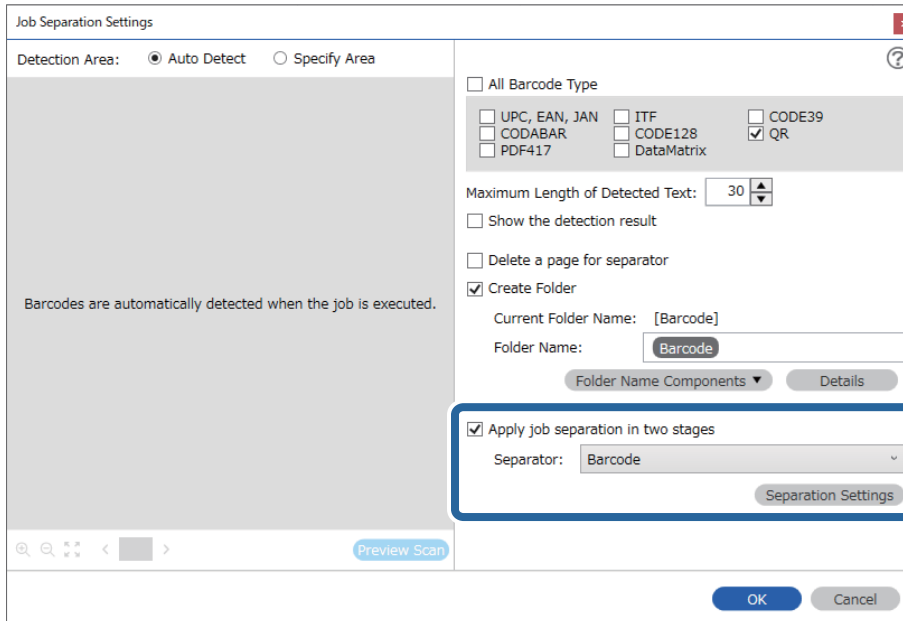 Job Separation Settings
Detection Area: Auto Detect Specify Area
Barcodes are automatically detected when the job is executed.
Preview Scan
?
All Barcode Type
UPC, EAN, JAN ITF CODE39
CODABAR CODE128 QR
PDF417 DataMatrix
Maximum Length of Detected Text: 30
Show the detection result
Delete a page for separator
Create Folder
Current Folder Name: [Barcode]
Folder Name: Barcode
Folder Name Components ▼ Details
Apply job separation in two stages
Separator: Barcode
Separation Settings
OK Cancel